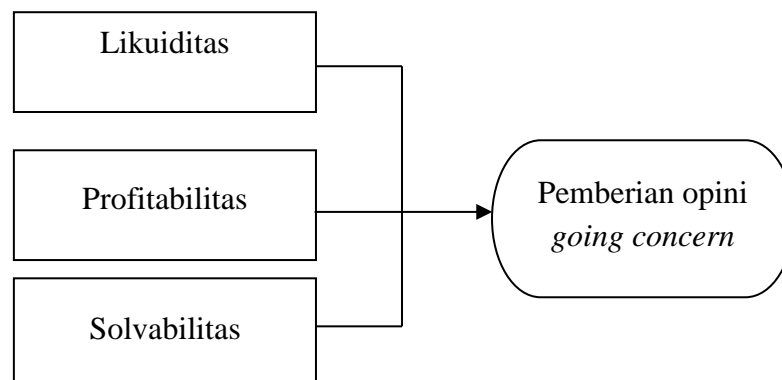 Likuiditas
Profitabilitas
Solvabilitas
Pemberian opini
going concern